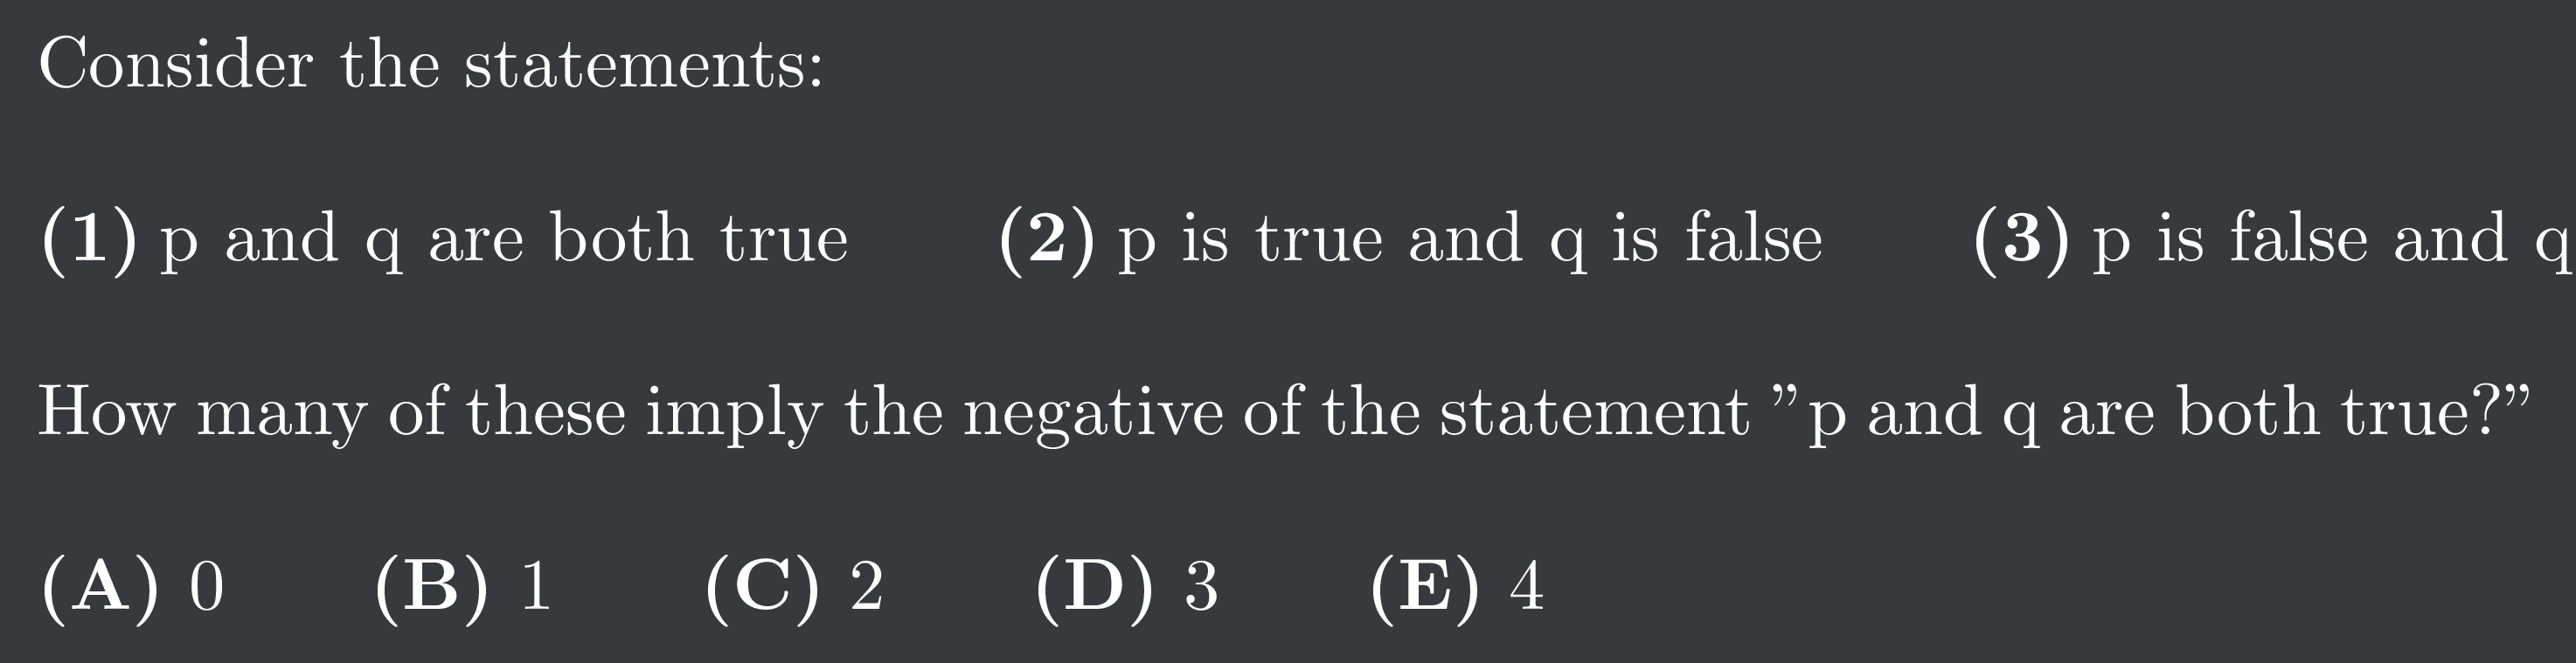 Consider the statements:
(1) p and q are both true (2) p is true and q is false (3) p is false and q
How many of these imply the negative of the statement ”p and q are both true?”
(A) 0 (B) 1 (C) 2 (D) 3 (E) 4